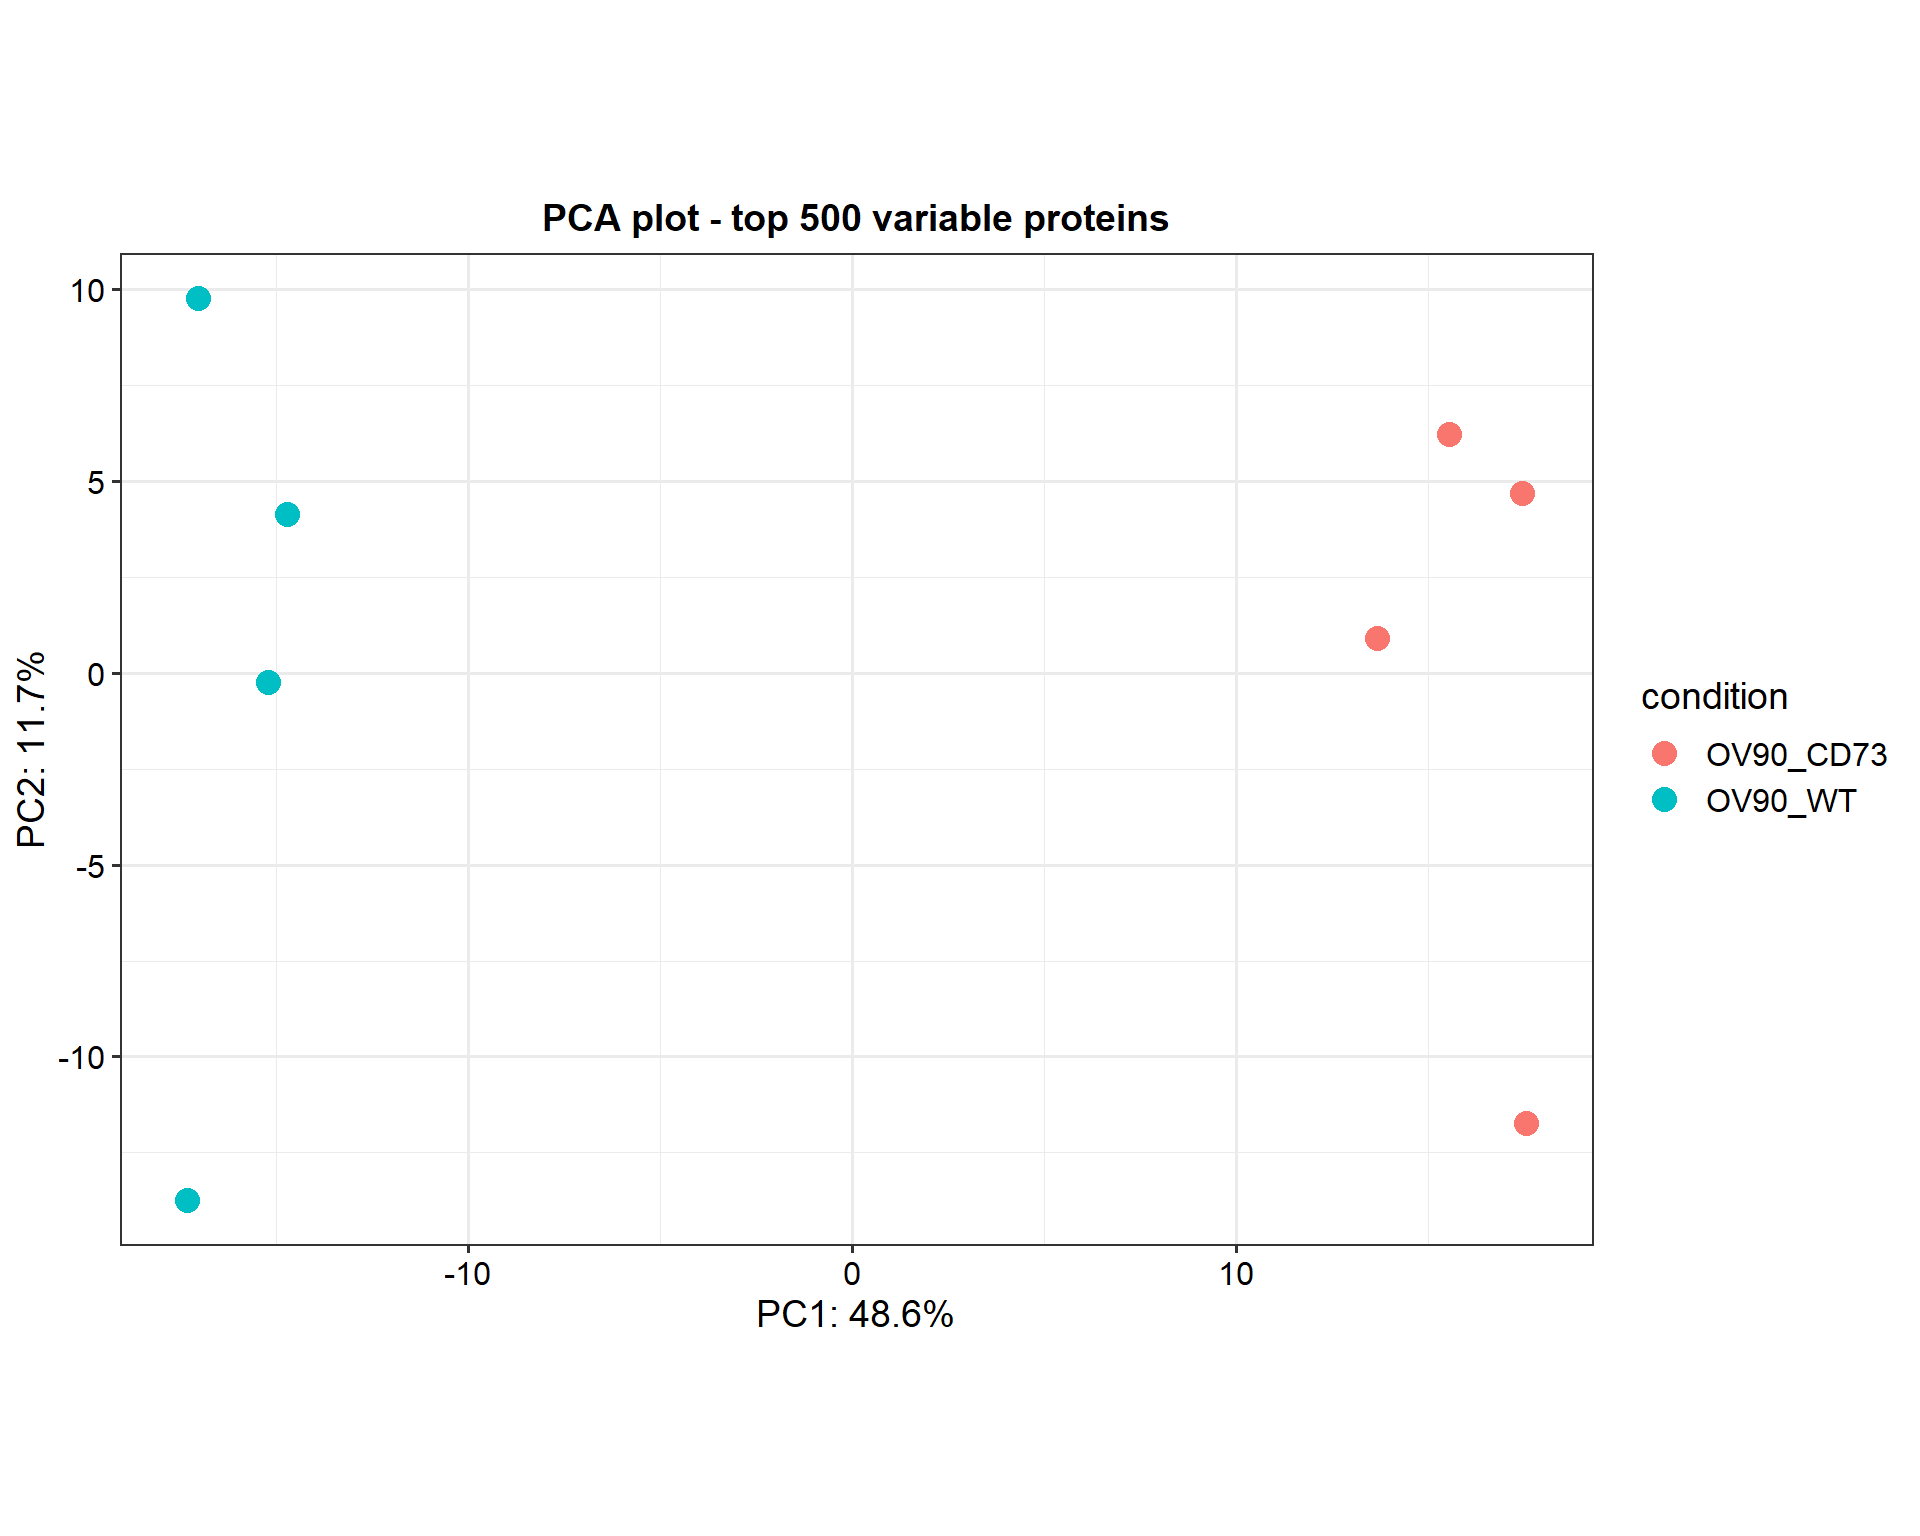 PCA plot - top 500 variable proteins
10
5
0
-5
-10
PC2: 11.7%
-10
0
10
PC1: 48.6%
condition
OV90_CD73
OV90_WT